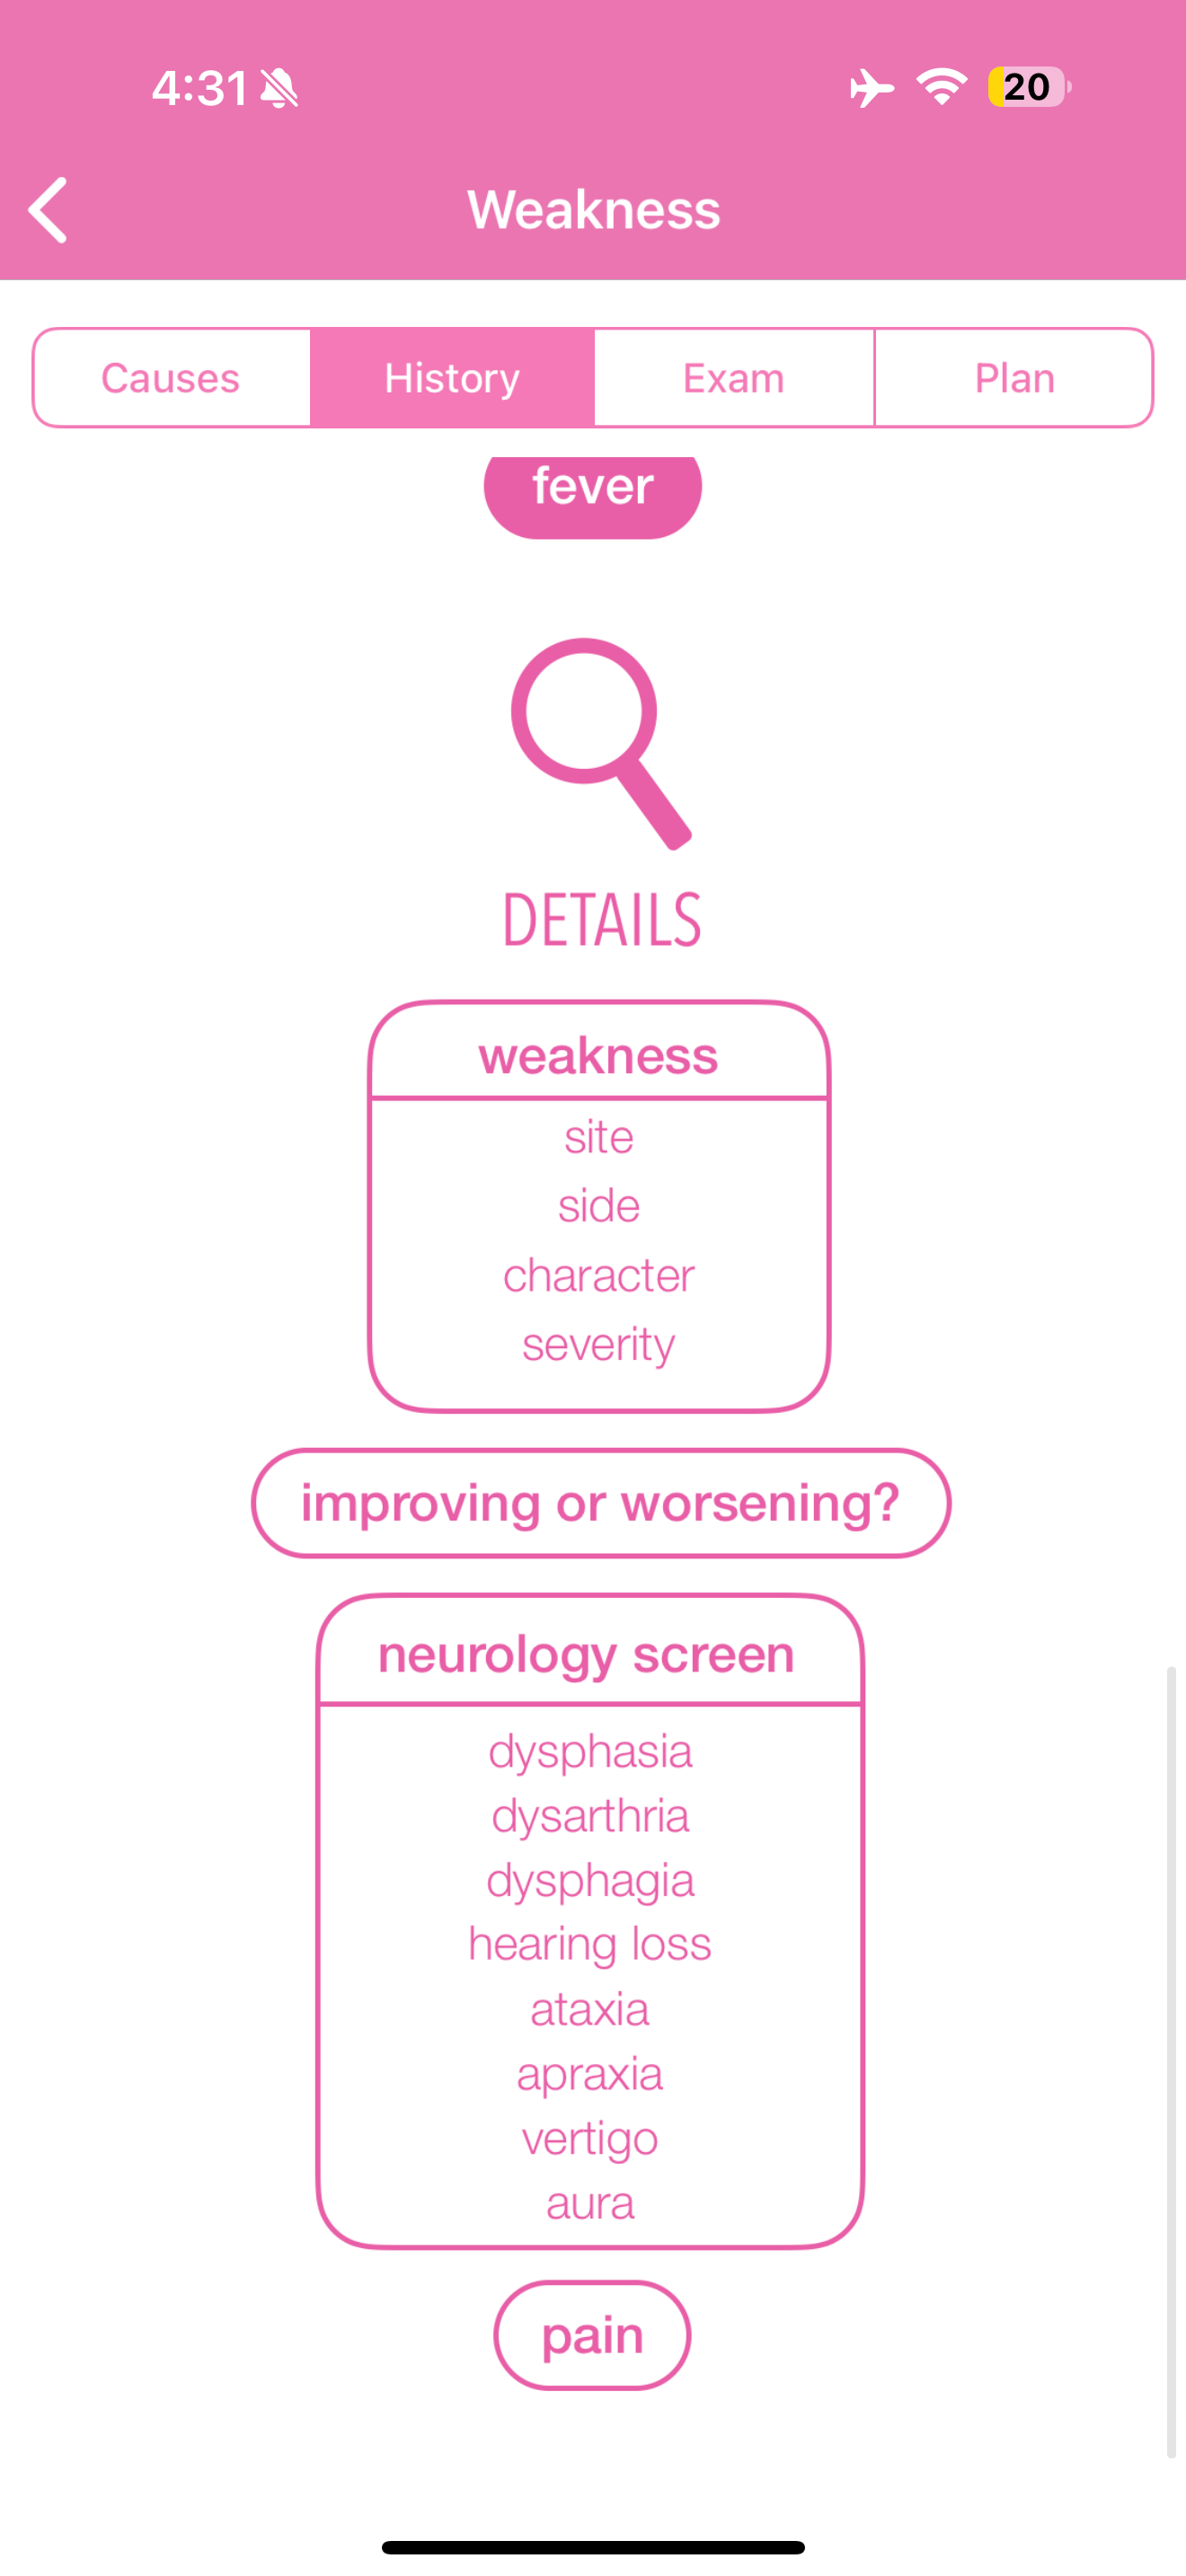 4:31
20
Weakness
Causes History Exam Plan
fever
DETAILS
weakness
site
side
character
severity
improving or worsening?
neurology screen
dysphasia
dysarthria
dysphagia
hearing loss
ataxia
apraxia
vertigo
aura
pain